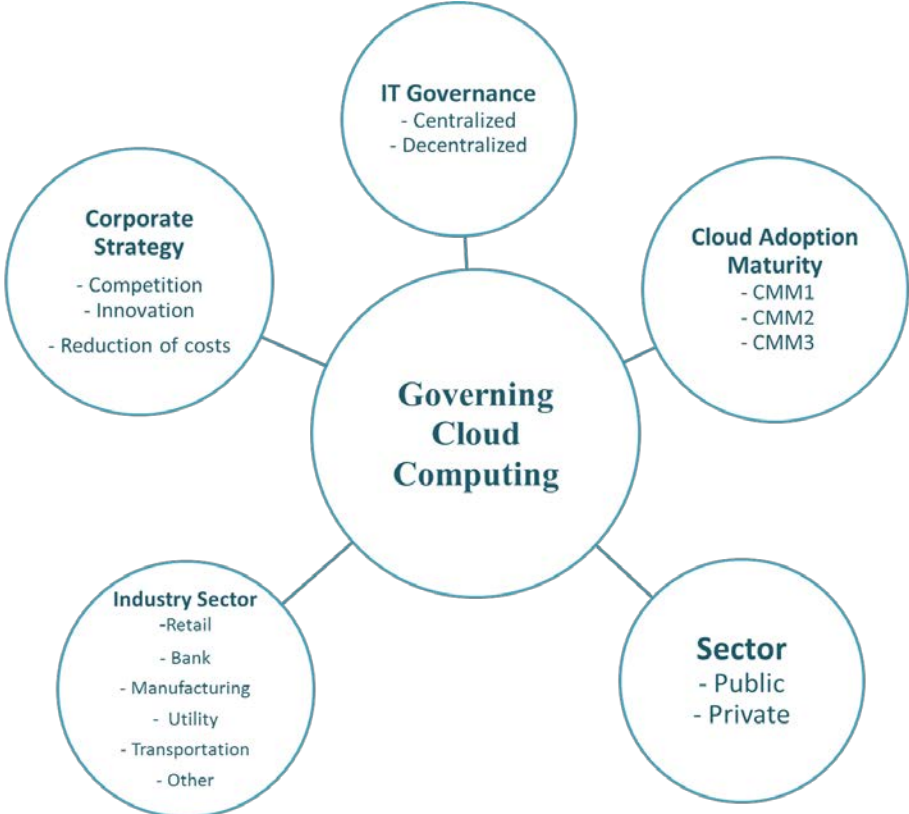 IT Governance
- Centralized
- Decentralized
Corporate
Strategy
- Competition
- Innovation
- Reduction of costs
Cloud Adoption
Maturity
- CMM1
- CMM2
- CMM3
Governing
Cloud
Computing
Industry Sector
-Retail
- Bank
- Manufacturing
- Utility
- Transportation
- Other
Sector
- Public
- Private